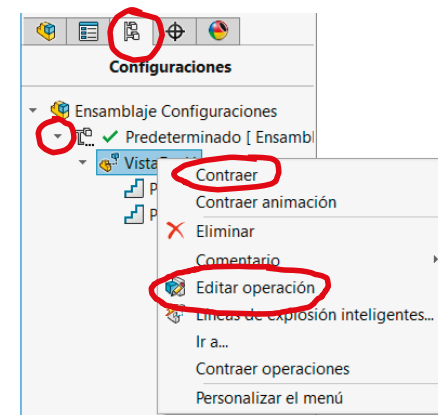 Configuraciones
Ensamblaje Configuraciones
Predeterminado [ Ensambl
Vista
P
P
Contraer
Contraer animación
Eliminar
Comentario
Editar operación
Líneas de explosión inteligentes...
Ir a...
Contraer operaciones
Personalizar el menú